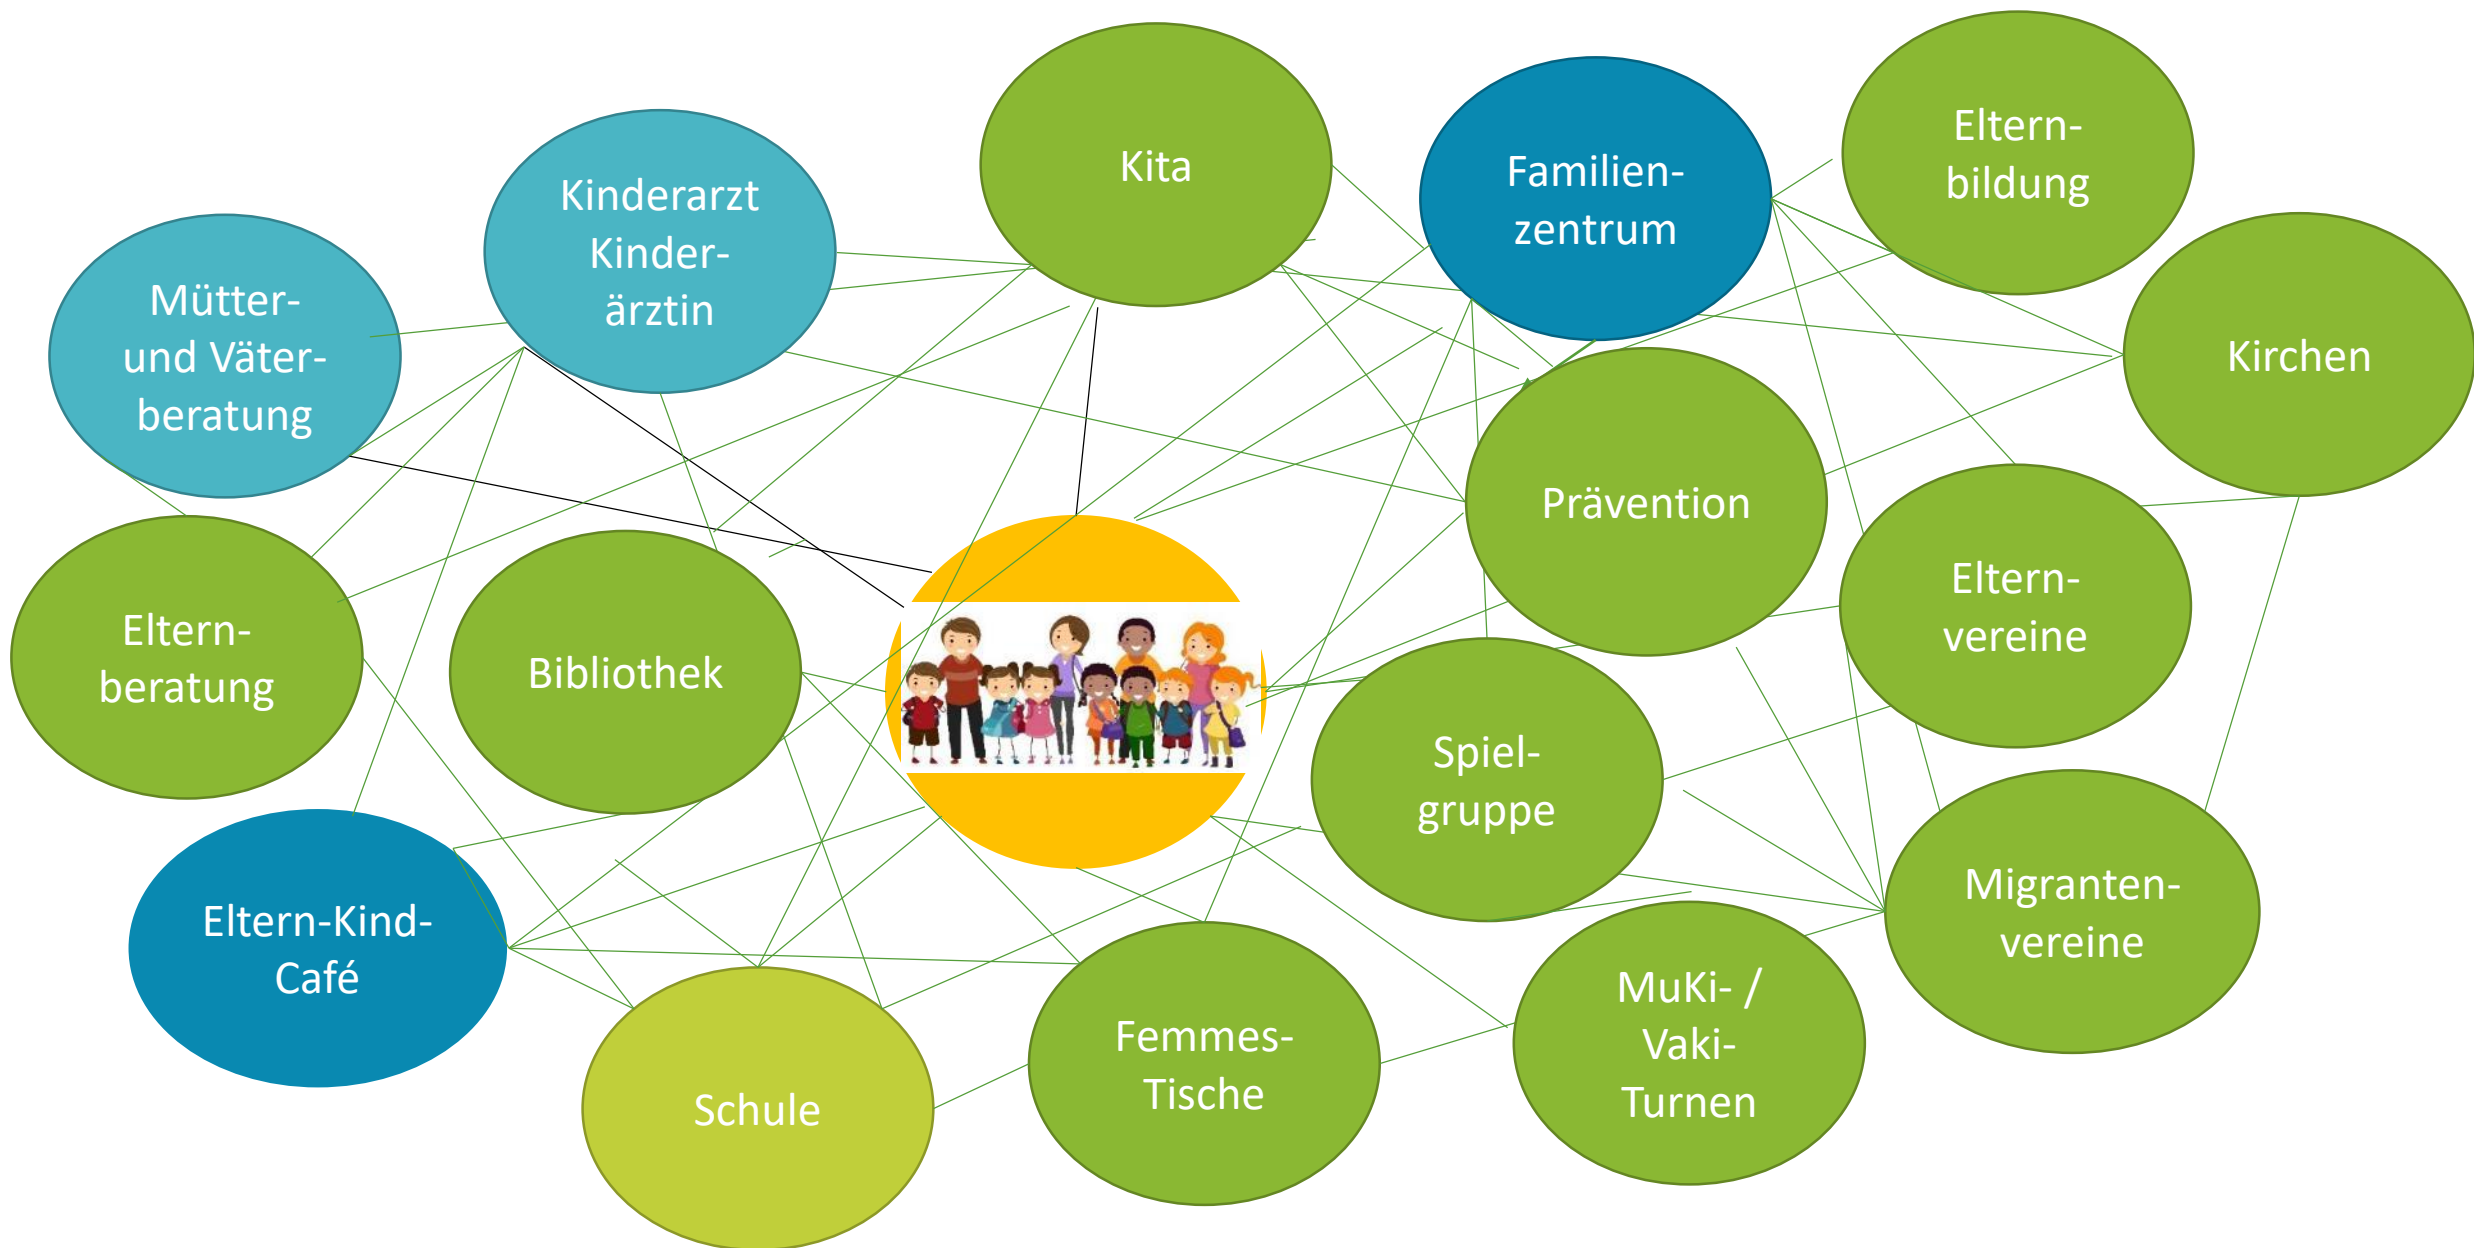 Kita
Eltern-
bildung
Familien-
zentrum
Kinderarzt
Kinder-
ärztin
Mütter-
und Väter-
beratung
Kirchen
Prävention
Eltern-
vereine
Eltern-
beratung
Bibliothek
Spiel-
gruppe
Migranten-
vereine
Eltern-Kind-
Café
MuKi- /
Vaki-
Turnen
Femmes-
Tische
Schule